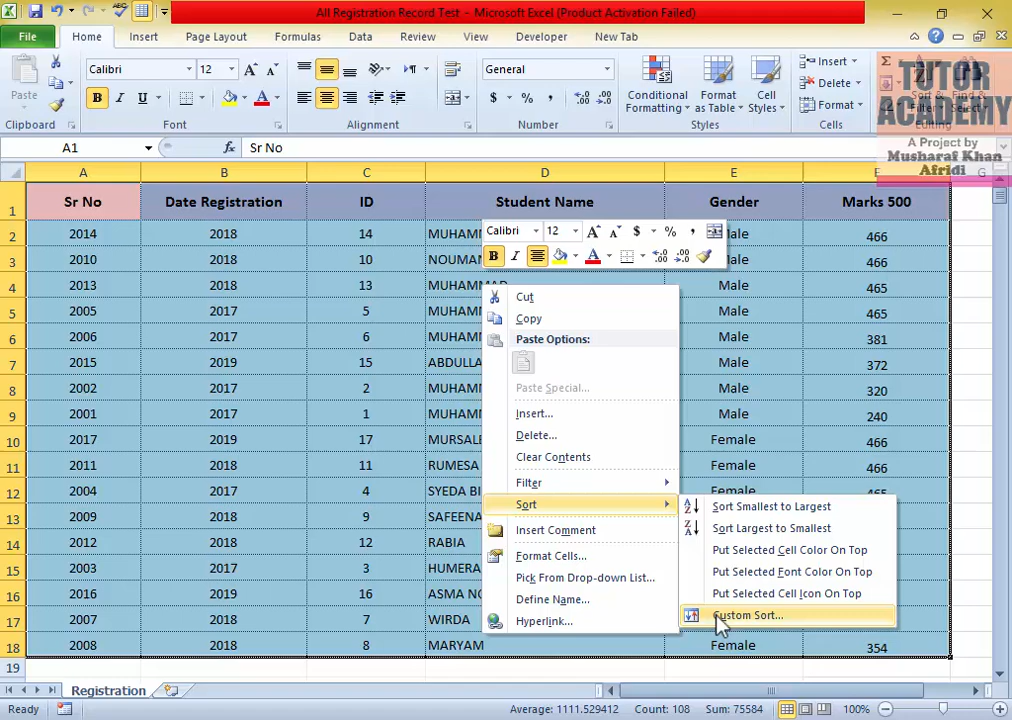 All Registration Record Test - Microsoft Excel (Product Activation Failed)
File Home Insert Page Layout Formulas Data Review View Developer New Tab
Calibri 12 General Insert
Paste Conditional Formatting Format as Table Cell Styles Delete
Format
Clipboard Font Alignment Number Styles Cells Editing
TUTOR
ACADEMY
A Project by
Musharaf Khan
Afridi
A1 fx Sr No
A B C D E F G
1 Sr No Date Registration ID Student Name Gender Marks 500
2 2014 2018 14 MUHAMM Male 466
3 2010 2018 10 NOUMAN 466
4 2013 2018 13 MUHAMMAD Male 465
5 2005 2017 5 MUHAMM Male 465
6 2006 2017 6 MUHAMM Male 381
7 2015 2019 15 ABDULLA Male 372
8 2002 2017 2 MUHAMM Male 320
9 2001 2017 1 MUHAMM Male 240
10 2017 2019 17 MURSALE Female 466
11 2011 2018 11 RUMESA Female 466
12 2004 2017 4 SYEDA BI Female 465
13 2009 2018 9 SAFEENA
14 2012 2018 12 RABIA
15 2003 2017 3 HUMERA
16 2016 2019 16 ASMA NO
17 2007 2018 7 WIRDA
18 2008 2018 8 MARYAM Female 354
19
Calibri 12 A A $ % ,
B I A
Cut
Copy
Paste Options:
Paste Special...
Insert...
Delete...
Clear Contents
Filter
Sort
Insert Comment
Format Cells...
Pick From Drop-down List...
Define Name...
Hyperlink...
Sort Smallest to Largest
Sort Largest to Smallest
Put Selected Cell Color On Top
Put Selected Font Color On Top
Put Selected Cell Icon On Top
Custom Sort...
Registration
Ready Average: 1111.529412 Count: 108 Sum: 75584 100%